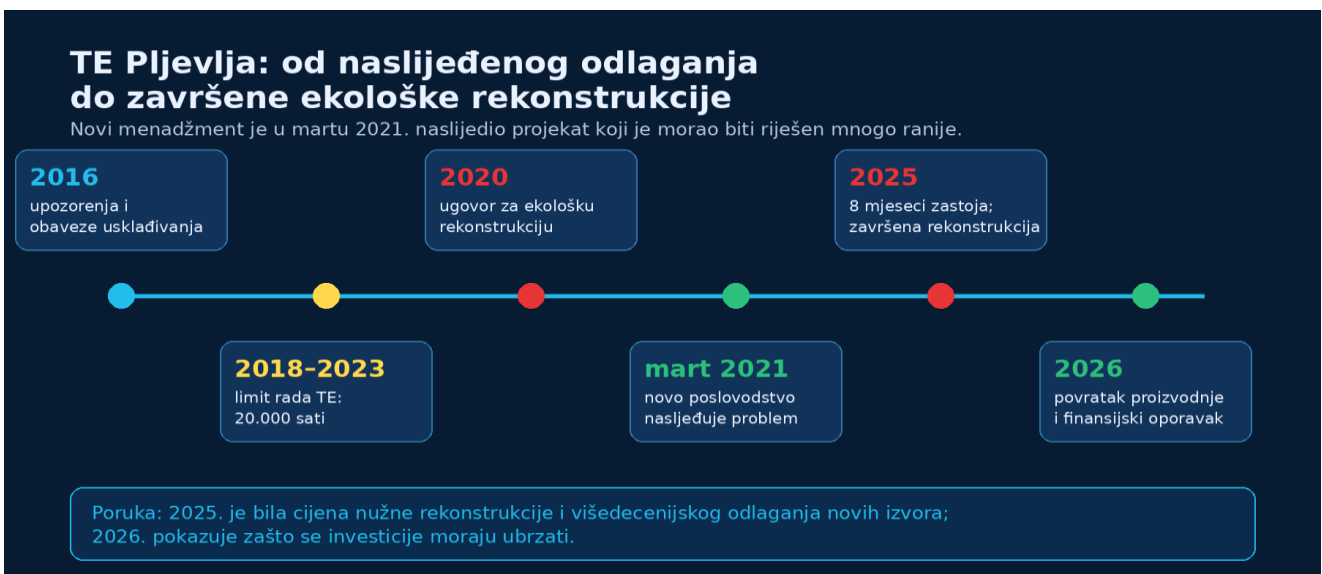 TE Pljevlja: od naslijeđenog odlaganja
do završene ekološke rekonstrukcije
Novi menadžment je u martu 2021. naslijedio projekat koji je morao biti riješen mnogo ranije.
2016
upozorenja i
obaveze usklađivanja
2018–2023
limit rada TE:
20.000 sati
2020
ugovor za ekološku
rekonstrukciju
mart 2021
novo poslovodstvo
nasljeđuje problem
2025
8 mjeseci zastoja;
završena rekonstrukcija
2026
povratak proizvodnje
i finansijski oporavak
Poruka: 2025. je bila cijena nužne rekonstrukcije i višedecenijskog odlaganja novih izvora;
2026. pokazuje zašto se investicije moraju ubrzati.